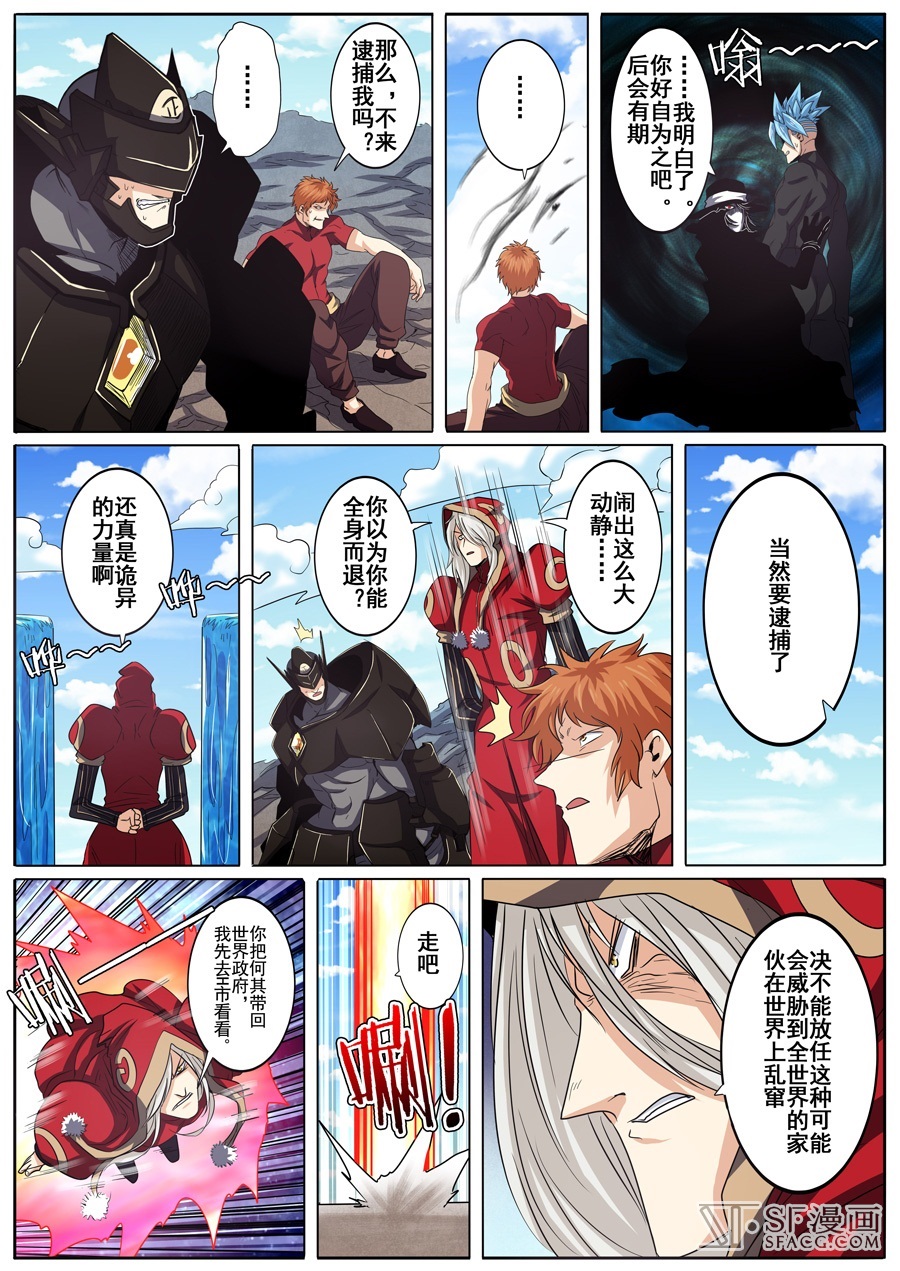 嗡~~~~
……我明白了。
你好自为之吧。
后会有期
……
那么，不来
逮捕我吗？
……
当然要逮捕了
闹出这么大
动静……
你以为你能
全身而退？
哗~~~
哗~~~
还真是诡异
的力量啊
决不能放任这种可能
会威胁到全世界的家
伙在世界上乱窜
走吧
唰！
你把何其带回
世界政府，
我先去王市看看。
唰
SF漫画
SFACG.COM